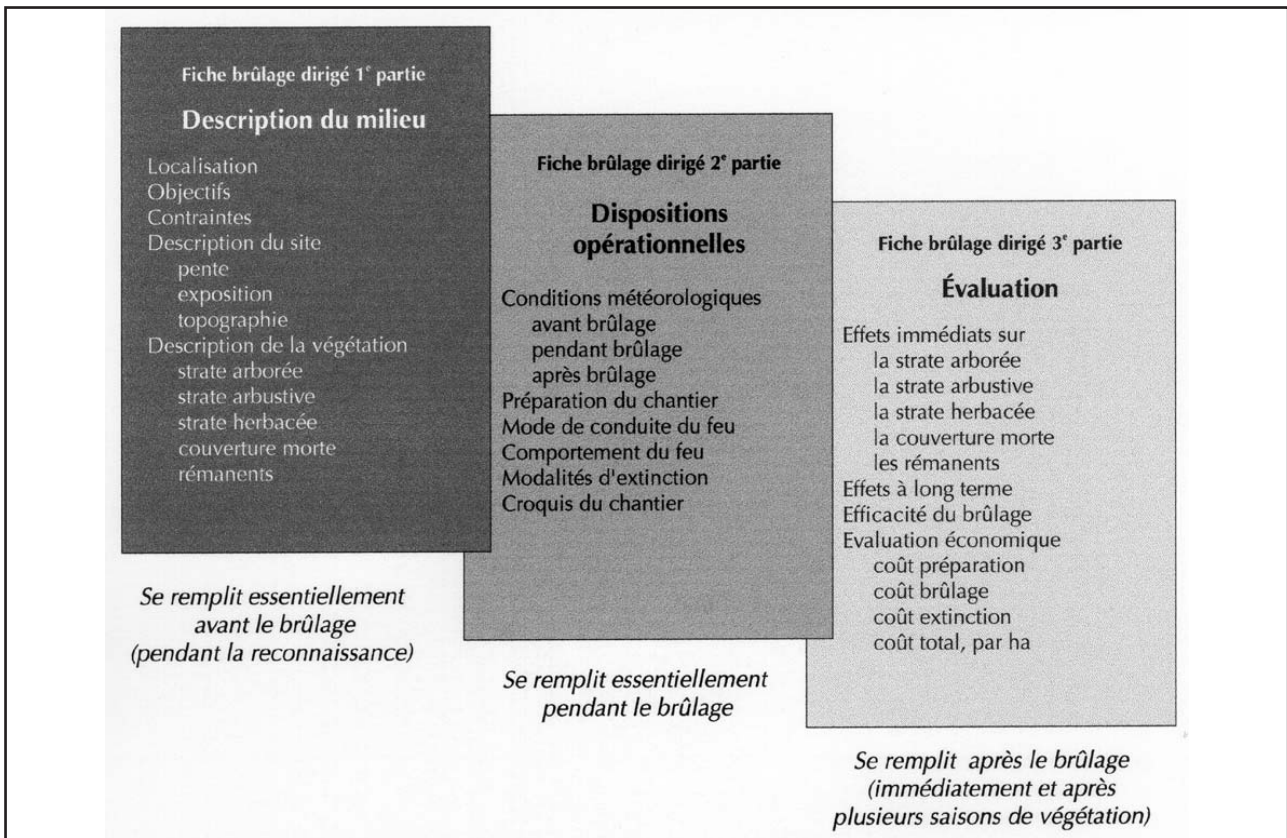 Fiche brûlage dirigé 1e partie
Description du milieu
Localisation
Objectifs
Contraintes
Description du site
pente
exposition
topographie
Description de la végétation
strate arborée
strate arbustive
strate herbacée
couverture morte
rémanents
Se remplit essentiellement
avant le brûlage
(pendant la reconnaissance)
Fiche brûlage dirigé 2e partie
Dispositions
opérationnelles
Conditions météorologiques
avant brûlage
pendant brûlage
après brûlage
Préparation du chantier
Mode de conduite du feu
Comportement du feu
Modalités d'extinction
Croquis du chantier
Se remplit essentiellement
pendant le brûlage
Fiche brûlage dirigé 3e partie
Évaluation
Effets immédiats sur
la strate arborée
la strate arbustive
la strate herbacée
la couverture morte
les rémanents
Effets à long terme
Efficacité du brûlage
Evaluation économique
coût préparation
coût brûlage
coût extinction
coût total, par ha
Se remplit après le brûlage
(immédiatement et après
plusieurs saisons de végétation)